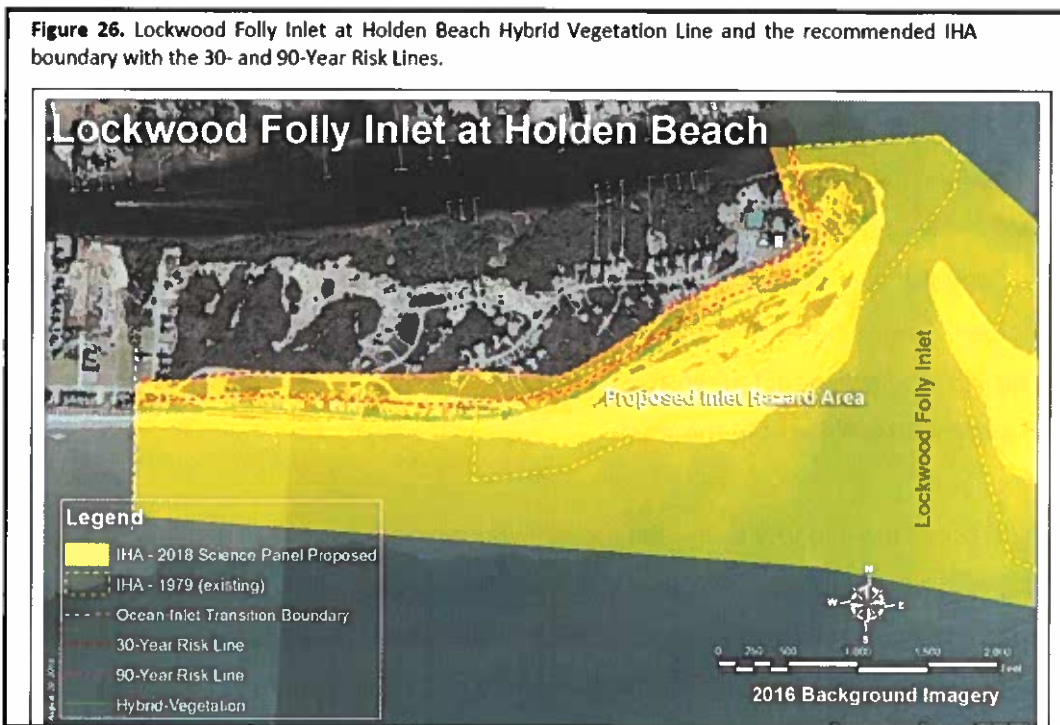 Figure 26. Lockwood Folly Inlet at Holden Beach Hybrid Vegetation Line and the recommended IHA
boundary with the 30- and 90-Year Risk Lines.
Lockwood Folly Inlet at Holden Beach
Proposed Inlet Hazard Area
Lockwood Folly Inlet
Legend
IHA - 2018 Science Panel Proposed
IHA - 1979 (existing)
Ocean-Inlet Transition Boundary
30-Year Risk Line
90-Year Risk Line
Hybrid-Vegetation
N
W
E
S
0 250 500 1,000 1,500 2,000
Feet
2016 Background Imagery